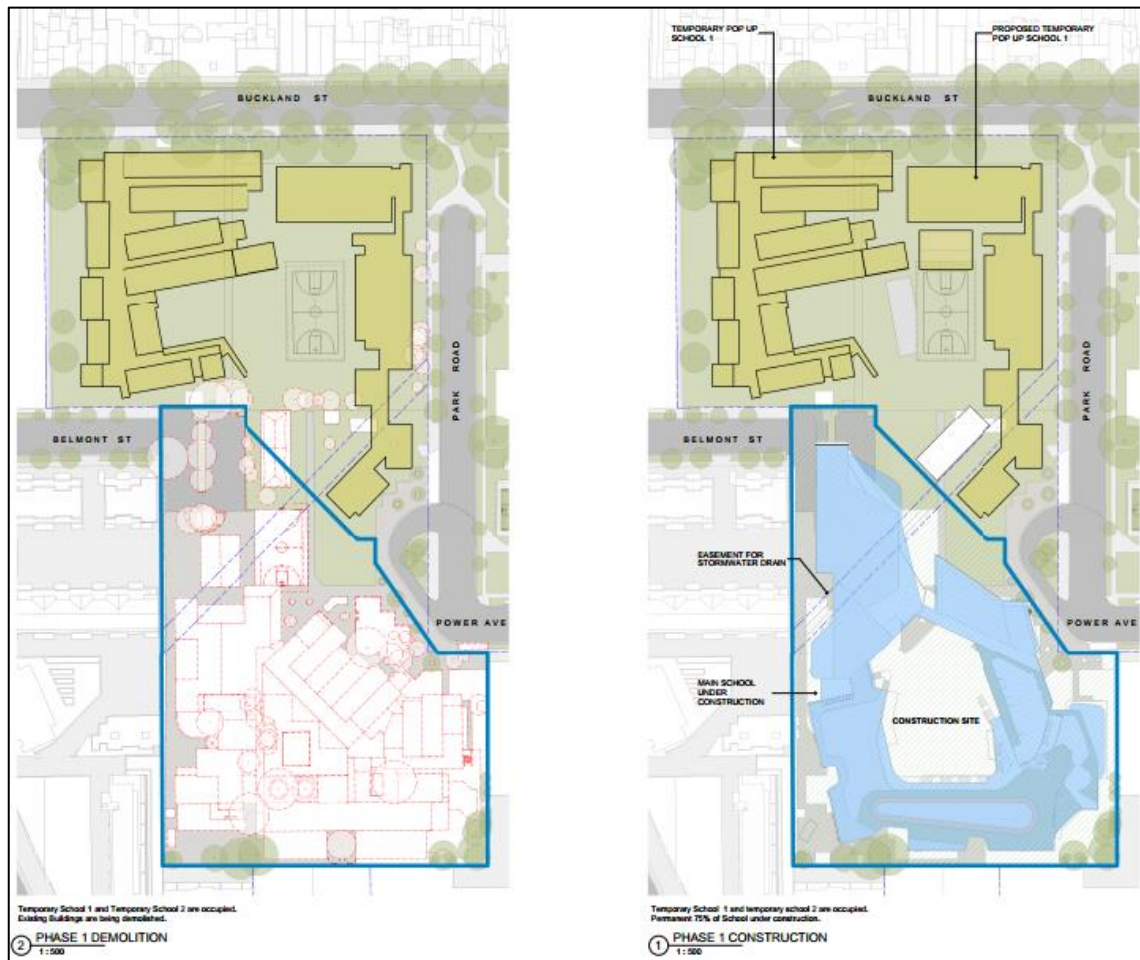 BUCKLAND ST
PARK ROAD
BELMONT ST
POWER AVE
Temporary School 1 and Temporary School 2 are occupied.
Existing Buildings are being demolished.
2 PHASE 1 DEMOLITION
1 : 500
TEMPORARY POP UP
SCHOOL 1
PROPOSED TEMPORARY
POP UP SCHOOL 1
BUCKLAND ST
PARK ROAD
BELMONT ST
EASEMENT FOR
STORMWATER DRAIN
POWER AVE
MAIN SCHOOL
UNDER
CONSTRUCTION
CONSTRUCTION SITE
Temporary School 1 and temporary school 2 are occupied.
Permanent 75% of School under construction.
1 PHASE 1 CONSTRUCTION
1 : 500